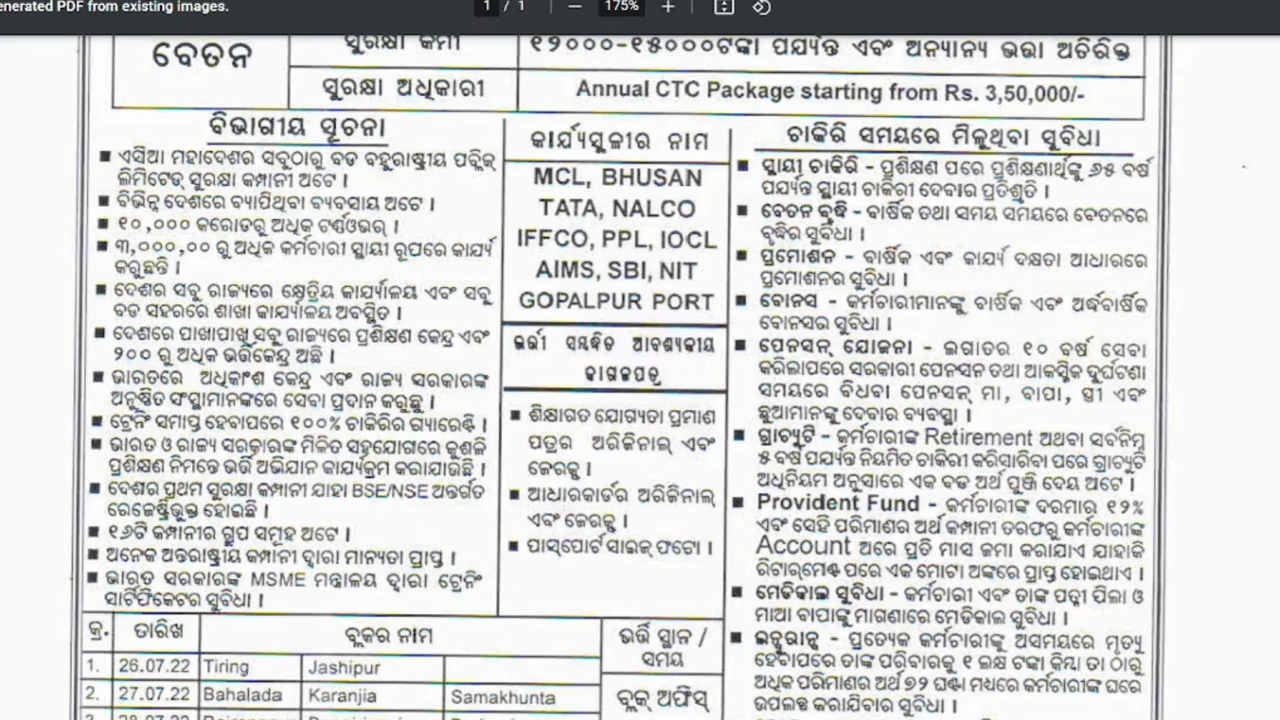 enerated PDF from existing images.
1 / 1
175%
ବେତନ
ସୁରକ୍ଷା କର୍ମୀ
୧୨୦୦୦-୧୫୦୦୦ଟଙ୍କା ପର୍ଯ୍ୟନ୍ତ ଏବଂ ଅନ୍ୟାନ୍ୟ ଭତ୍ତା ଅତିରିକ୍ତ
ସୁରକ୍ଷା ଅଧିକାରୀ
Annual CTC Package starting from Rs. 3,50,000/-
ବିଭାଗୀୟ ସୂଚନା
ଏସିଆ ମହାଦେଶର ସବୁଠାରୁ ବଡ ବହୁରାଷ୍ଟ୍ରୀୟ ପବ୍ଲିକ୍
ଲିମିଟେଡ୍ ସୁରକ୍ଷା କମ୍ପାନୀ ଅଟେ ।
ବିଭିନ୍ନ ଦେଶରେ ବ୍ୟାପିଥିବା ବ୍ୟବସାୟ ଅଟେ ।
୧୦,୦୦୦ କରୋଡରୁ ଅଧିକ ଟର୍ଣ୍ଣଓଭର୍ ।
୩,୦୦୦,୦୦ ରୁ ଅଧିକ କର୍ମଚାରୀ ସ୍ଥାୟୀ ରୂପରେ କାର୍ଯ୍ୟ
କରୁଛନ୍ତି ।
ଦେଶର ସବୁ ରାଜ୍ୟରେ କ୍ଷେତ୍ରିୟ କାର୍ଯ୍ୟାଳୟ ଏବଂ ସବୁ
ବଡ ସହରରେ ଶାଖା କାର୍ଯ୍ୟାଳୟ ଅବସ୍ଥିତ ।
ଦେଶରେ ପାଖାପାଖି ସବୁ ରାଜ୍ୟରେ ପ୍ରଶିକ୍ଷଣ କେନ୍ଦ୍ର ଏବଂ
୨୦୦ ରୁ ଅଧିକ ଭର୍ତ୍ତିକେନ୍ଦ୍ର ଅଛି ।
ଭାରତରେ ଅଧିକାଂଶ କେନ୍ଦ୍ର ଏବଂ ରାଜ୍ୟ ସରକାରଙ୍କ
ଅନୁଷ୍ଠିତ ସଂସ୍ଥାମାନଙ୍କରେ ସେବା ପ୍ରଦାନ କରୁଛୁ ।
ଟ୍ରେନିଂ ସମାପ୍ତ ହେବାପରେ ୧୦୦% ଚାକିରିର ଗ୍ୟାରେଣ୍ଟି ।
ଭାରତ ଓ ରାଜ୍ୟ ସରକାରଙ୍କ ମିଳିତ ସହଯୋଗରେ କୁଶଳି
ପ୍ରଶିକ୍ଷଣ ନିମନ୍ତେ ଭର୍ତ୍ତି ଅଭିଯାନ କାର୍ଯ୍ୟକ୍ରମ କରାଯାଉଛି ।
ଦେଶର ପ୍ରଥମ ସୁରକ୍ଷା କମ୍ପାନୀ ଯାହା BSE/NSE ଅନ୍ତର୍ଗତ
ରେଜେଷ୍ଟ୍ରିଭୁକ୍ତ ହୋଇଛି ।
୧୬ଟି କମ୍ପାନୀର ଗ୍ରୁପ ସମୂହ ଅଟେ ।
ଅନେକ ଅନ୍ତରାଷ୍ଟ୍ରୀୟ କମ୍ପାନୀ ଦ୍ୱାରା ମାନ୍ୟତା ପ୍ରାପ୍ତ ।
ଭାରତ ସରକାରଙ୍କ MSME ମନ୍ତ୍ରାଳୟ ଦ୍ୱାରା ଟ୍ରେନିଂ
ସାର୍ଟିଫିକେଟର ସୁବିଧା ।
କାର୍ଯ୍ୟସ୍ଥଳୀର ନାମ
MCL, BHUSAN
TATA, NALCO
IFFCO, PPL, IOCL
AIMS, SBI, NIT
GOPALPUR PORT
ଭର୍ତ୍ତୀ ସମ୍ବନ୍ଧିତ ଆବଶ୍ୟକୀୟ
କାଗଜପତ୍ର
ଶିକ୍ଷାଗତ ଯୋଗ୍ୟତା ପ୍ରମାଣ
ପତ୍ରର ଅରିଜିନାଲ୍ ଏବଂ
ଜେରକ୍ସ ।
ଆଧାରକାର୍ଡର ଅରିଜିନାଲ୍
ଏବଂ ଜେରକ୍ସ ।
ପାସ୍‌ପୋର୍ଟ ସାଇଜ୍ ଫଟୋ ।
ଚାକିରି ସମୟରେ ମିଳୁଥିବା ସୁବିଧା
ସ୍ଥାୟୀ ଚାକିରି – ପ୍ରଶିକ୍ଷଣ ପରେ ପ୍ରଶିକ୍ଷଣାର୍ଥିଙ୍କୁ ୬୫ ବର୍ଷ
ପର୍ଯ୍ୟନ୍ତ ସ୍ଥାୟୀ ଚାକିରୀ ଦେବାର ପ୍ରତିଶ୍ରୃତି ।
ବେତନ ବୃଦ୍ଧି – ବାର୍ଷିକ ତଥା ସମୟ ସମୟରେ ବେତନରେ
ବୃଦ୍ଧିର ସୁବିଧା ।
ପ୍ରମୋଶନ – ବାର୍ଷିକ ଏବଂ କାର୍ଯ୍ୟ ଦକ୍ଷତା ଆଧାରରେ
ପ୍ରମୋଶନର ସୁବିଧା ।
ବୋନସ – କର୍ମଚାରୀମାନଙ୍କୁ ବାର୍ଷିକ ଏବଂ ଅର୍ଦ୍ଧବାର୍ଷିକ
ବୋନସର ସୁବିଧା ।
ପେନସନ୍ ଯୋଜନା – ଲଗାତର ୧୦ ବର୍ଷ ସେବା
କରିଲାପରେ ସରକାରୀ ପେନସନ ତଥା ଆକସ୍ମିକ ଦୁର୍ଘଟଣା
ସମୟରେ ବିଧବା ପେନସନ୍ ମା, ବାପା, ସ୍ତ୍ରୀ ଏବଂ
ଛୁଆମାନଙ୍କୁ ଦେବାର ବ୍ୟବସ୍ଥା ।
ଗ୍ରାଚ୍ୟୁଟି – କର୍ମଚାରୀଙ୍କ Retirement ଅଥବା ସର୍ବନିମ୍ନ
୫ ବର୍ଷ ପର୍ଯ୍ୟନ୍ତ ନିୟମିତ ଚାକିରୀ କରିସାରିବା ପରେ ଗ୍ରାଚ୍ୟୁଟି
ଅଧିନିୟମ ଅନୁସାରେ ଏକ ବଡ ଅର୍ଥ ପୁଞ୍ଜି ଦେୟ ଅଟେ ।
Provident Fund – କର୍ମଚାରୀଙ୍କ ଦରମାର ୧୨%
ଏବଂ ସେହି ପରିମାଣର ଅର୍ଥ କମ୍ପାନୀ ତରଫରୁ କର୍ମଚାରୀଙ୍କ
Account ଅରେ ପ୍ରତି ମାସ ଜମା କରାଯାଏ ଯାହାକି
ରିଟାର୍‌ମେଣ୍ଟ ପରେ ଏକ ମୋଟା ଅଙ୍କରେ ପ୍ରାପ୍ତ ହୋଇଥାଏ ।
ମେଡିକାଲ ସୁବିଧା – କର୍ମଚାରୀ ଏବଂ ତାଙ୍କ ପତ୍ନୀ ପିଲା ଓ
ମାଆ ବାପାଙ୍କୁ ମାଗଣାରେ ମେଡିକାଲ ସୁବିଧା ।
ଇନ୍ସୁରାନ୍ସ – ପ୍ରତ୍ୟେକ କର୍ମଚାରୀଙ୍କୁ ଅସମୟରେ ମୃତ୍ୟୁ
ହେବାପରେ ତାଙ୍କ ପରିବାରକୁ ୧ ଲକ୍ଷ ଟଙ୍କା କିମ୍ୱା ତା ଠାରୁ
ଅଧିକ ପରିମାଣର ଅର୍ଥ ୭୨ ଘଣ୍ଟା ମଧ୍ୟରେ କର୍ମଚାରୀଙ୍କ ଘରେ
ଉପଲବ୍ଧ କରାଯିବାର ସୁବିଧା ।
କ୍ର. ତାରିଖ ବ୍ଲକର ନାମ ଭର୍ତ୍ତି ସ୍ଥାନ /
ସମୟ
1. 26.07.22 Tiring Jashipur
2. 27.07.22 Bahalada Karanjia Samakhunta
ବ୍ଲକ୍ ଅଫିସ୍